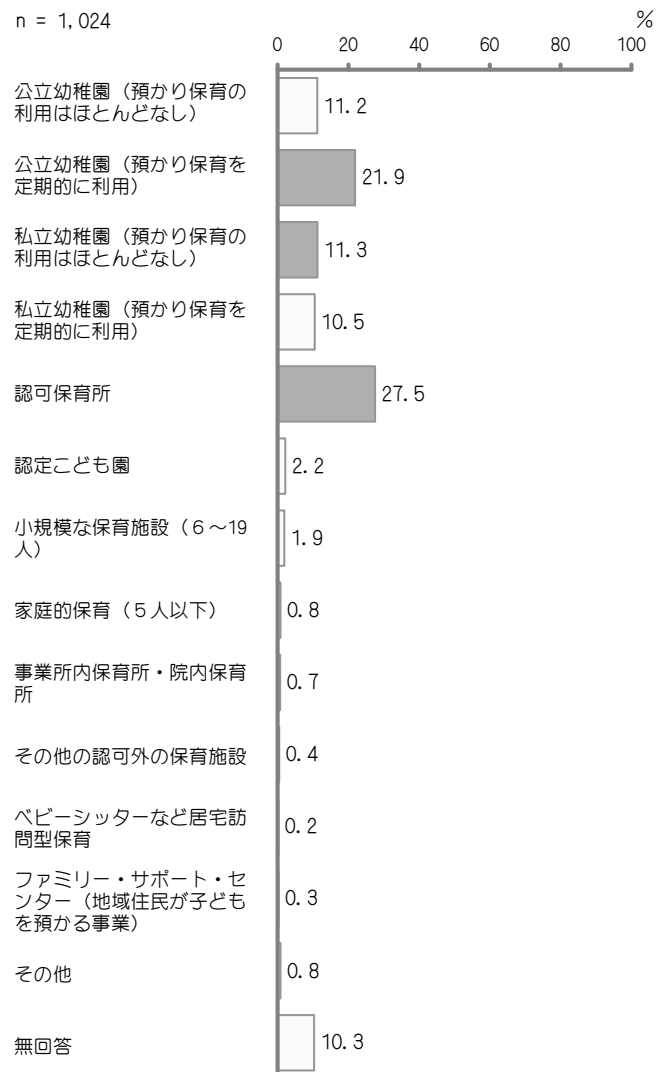 n = 1,024
%
0 20 40 60 80 100
公立幼稚園（預かり保育の
利用はほとんどなし）
11.2
公立幼稚園（預かり保育を
定期的に利用）
21.9
私立幼稚園（預かり保育の
利用はほとんどなし）
11.3
私立幼稚園（預かり保育を
定期的に利用）
10.5
認可保育所
27.5
認定こども園
2.2
小規模な保育施設（６～19
人）
1.9
家庭的保育（５人以下）
0.8
事業所内保育所・院内保育
所
0.7
その他の認可外の保育施設
0.4
ベビーシッターなど居宅訪
問型保育
0.2
ファミリー・サポート・セ
ンター（地域住民が子ども
を預かる事業）
0.3
その他
0.8
無回答
10.3